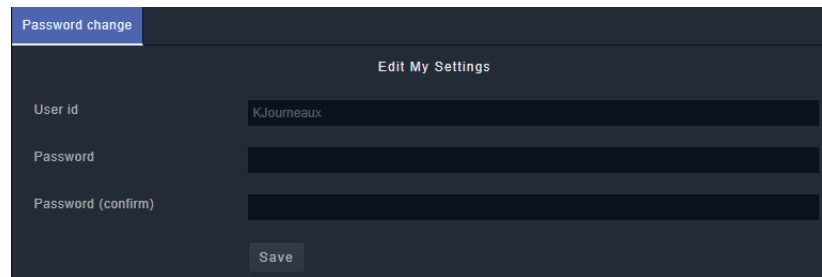 Password change
Edit My Settings
User id
KJourneaux
Password
Password (confirm)
Save